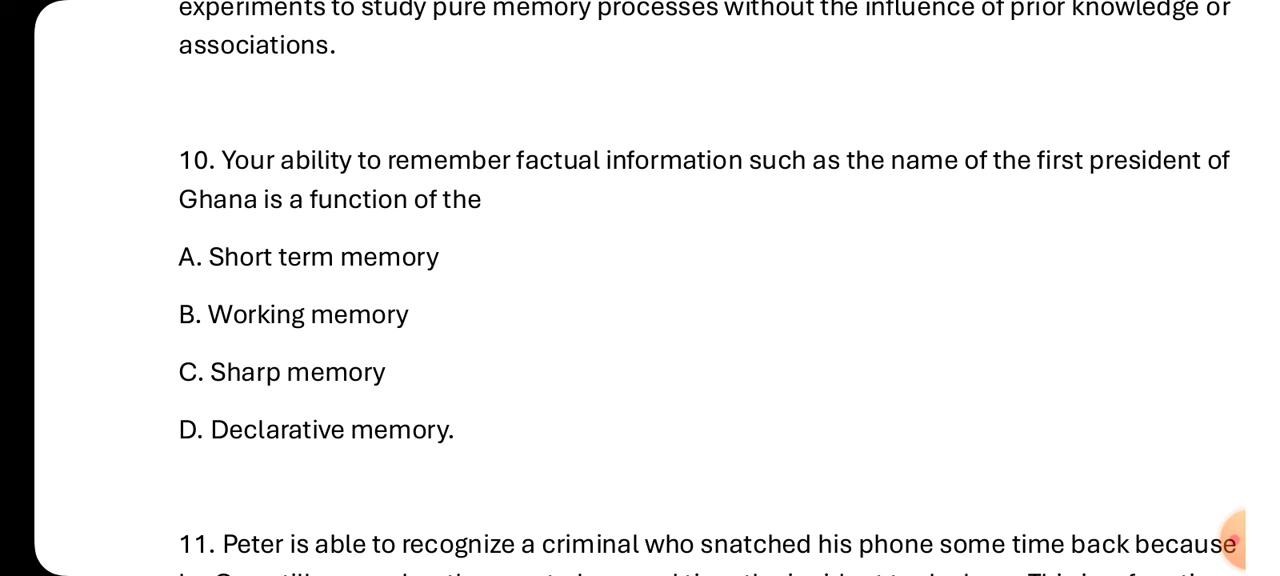 experiments to study pure memory processes without the influence of prior knowledge or
associations.
10. Your ability to remember factual information such as the name of the first president of
Ghana is a function of the
A. Short term memory
B. Working memory
C. Sharp memory
D. Declarative memory.
11. Peter is able to recognize a criminal who snatched his phone some time back because